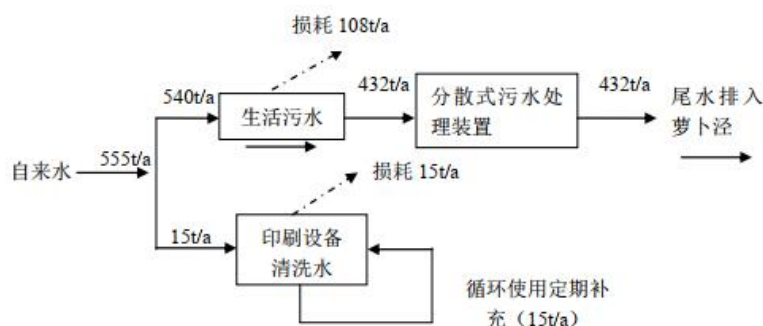 损耗 108t/a
540t/a
生活污水
432t/a
分散式污水处
理装置
432t/a
尾水排入
萝卜泾
自来水
555t/a
损耗 15t/a
15t/a
印刷设备
清洗水
循环使用定期补
充（15t/a）